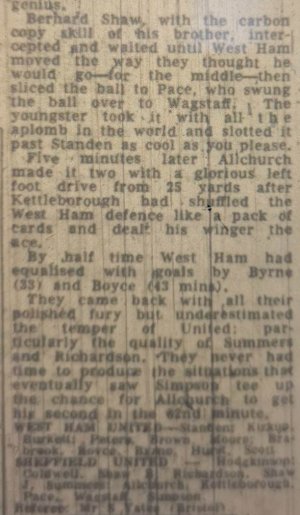 genius.
Berhard Shaw, with the carbon
copy skill of his brother, inter-
cepted and waited until West Ham
moved the way they thought he
would go—for the middle—then
sliced the ball to Pace, who swung
the ball over to Wagstaff. The
youngster took it with all the
aplomb in the world and slotted it
past Standen as cool as you please.
Five minutes later Allchurch
made it two with a glorious left
foot drive from 25 yards after
Kettleborough had shuffled the
West Ham defence like a pack of
cards and dealt his winger the
ace.
By half time West Ham had
equalised with goals by Byrne
(33) and Boyce (43 mins).
They came back with all their
polished fury but underestimated
the temper of United: par-
ticularly the quality of Summers
and Richardson. They never had
time to produce the situations that
eventually saw Simpson tee up
the chance for Allchurch to get
his second in the 62nd minute.
WEST HAM UNITED—Standen; Kirkup,
Burkett; Peters, Brown, Moore; Bra-
brook, Boyce, Byrne, Hurst, Scott.
SHEFFIELD UNITED — Hodgkinson;
Coldwell, Shaw B.; Richardson, Shaw
J., Summers; Allchurch, Kettleborough,
Pace, Wagstaff, Simpson.
Referee: Mr S. Yates (Bristol)